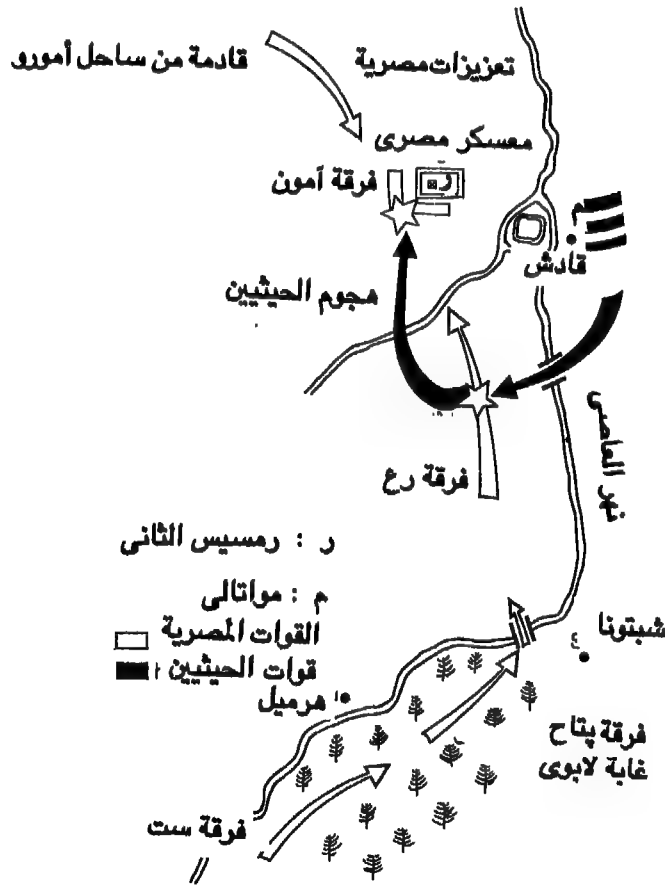 تعزيزات مصرية
قادمة من ساحل أمورو
معسكر مصرى
ر
فرقة آمون
م
قادش
هجوم الحيثيين
نهر العاصى
فرقة رع
ر : رمسيس الثانى
م : مواتالى
القوات المصرية
قوات الحيثيين
هرميل
شبتونا
فرقة پتاح
غابة لابوى
فرقة ست